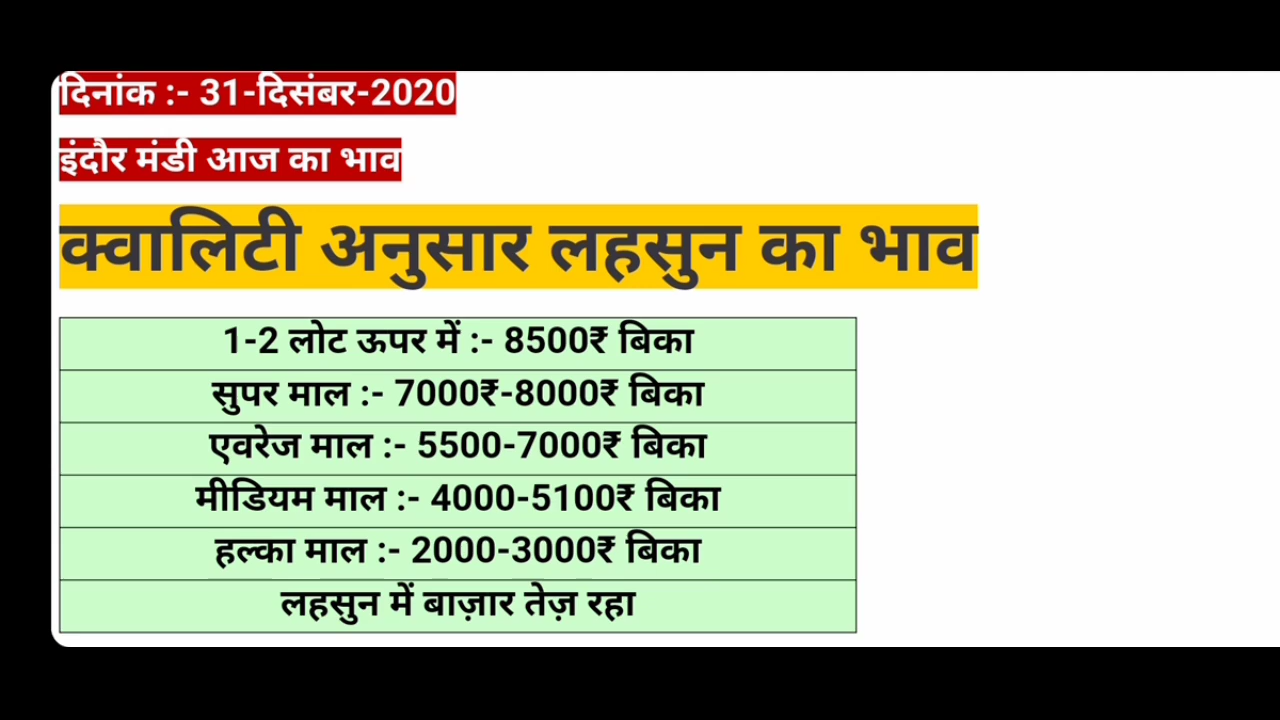 दिनांक :- 31-दिसंबर-2020
इंदौर मंडी आज का भाव
क्वालिटी अनुसार लहसुन का भाव
1-2 लोट ऊपर में :- 8500₹ बिका
सुपर माल :- 7000₹-8000₹ बिका
एवरेज माल :- 5500-7000₹ बिका
मीडियम माल :- 4000-5100₹ बिका
हल्का माल :- 2000-3000₹ बिका
लहसुन में बाज़ार तेज़ रहा